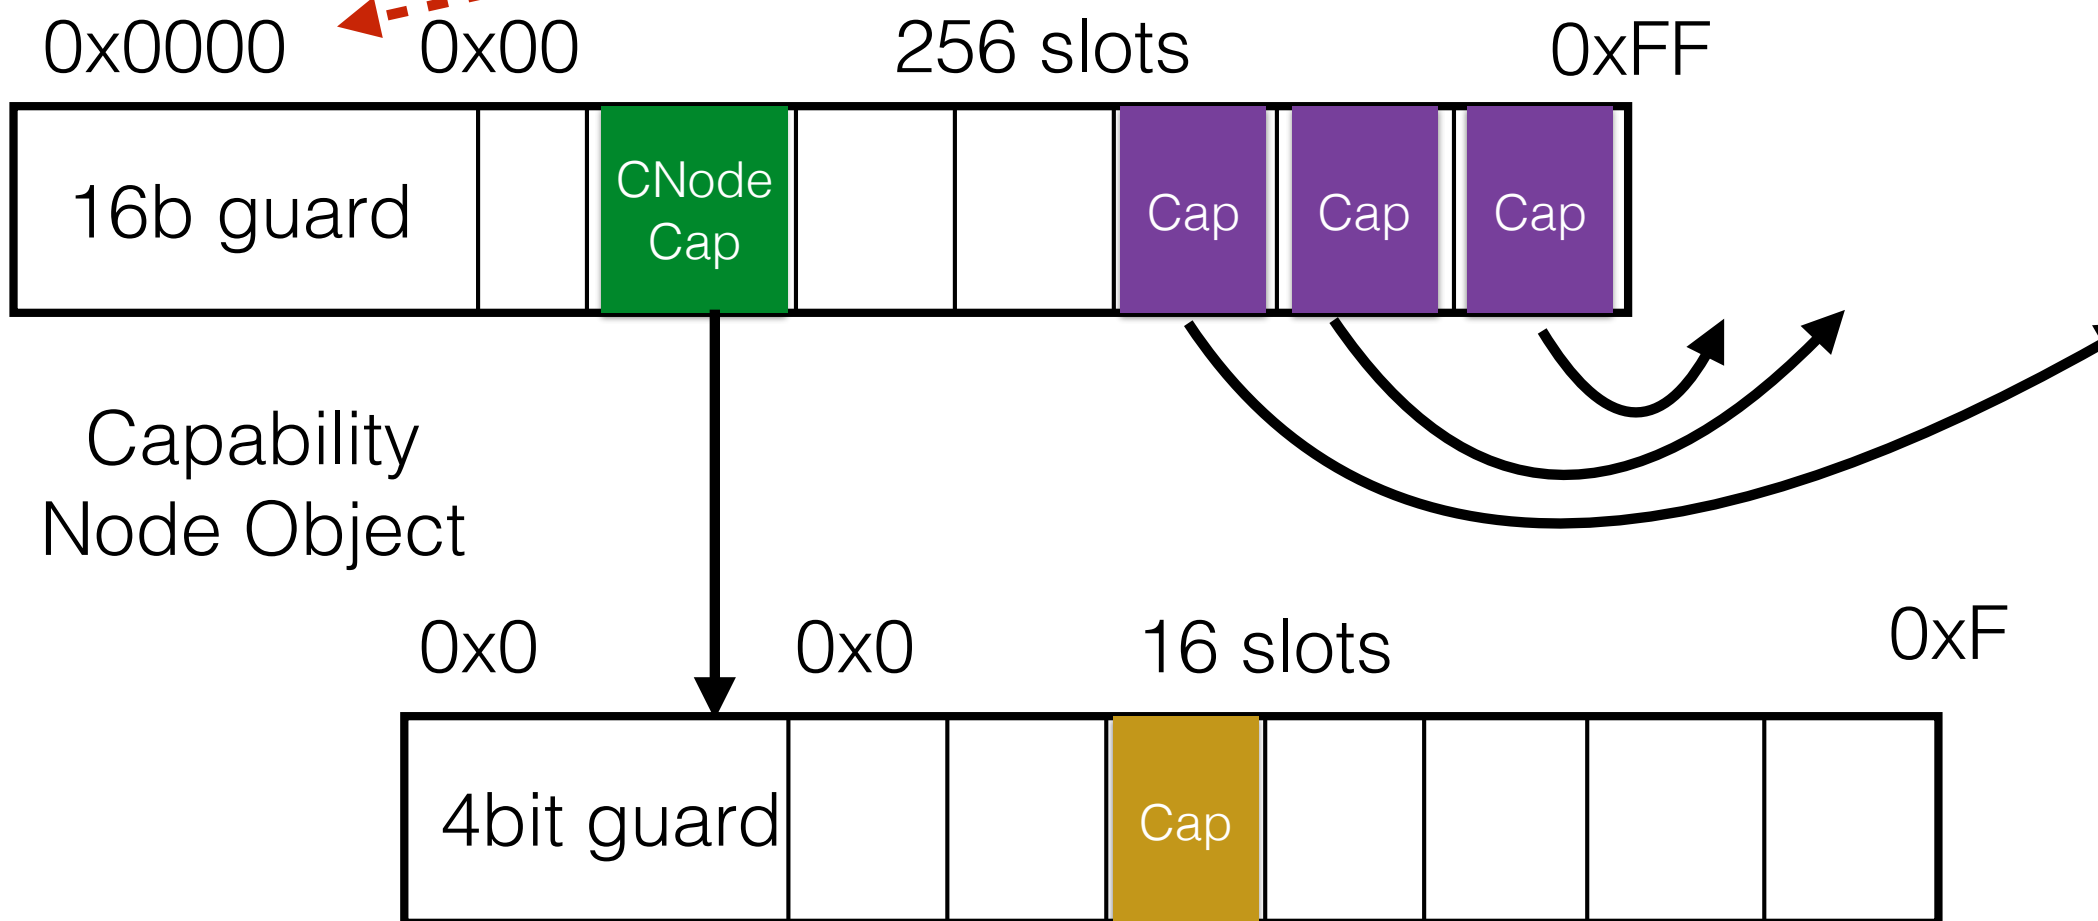 0x0000 0x00 256 slots 0xFF
16b guard
CNode
Cap
Cap
Cap
Cap
Capability
Node Object
0x0 0x0 16 slots 0xF
4bit guard
Cap